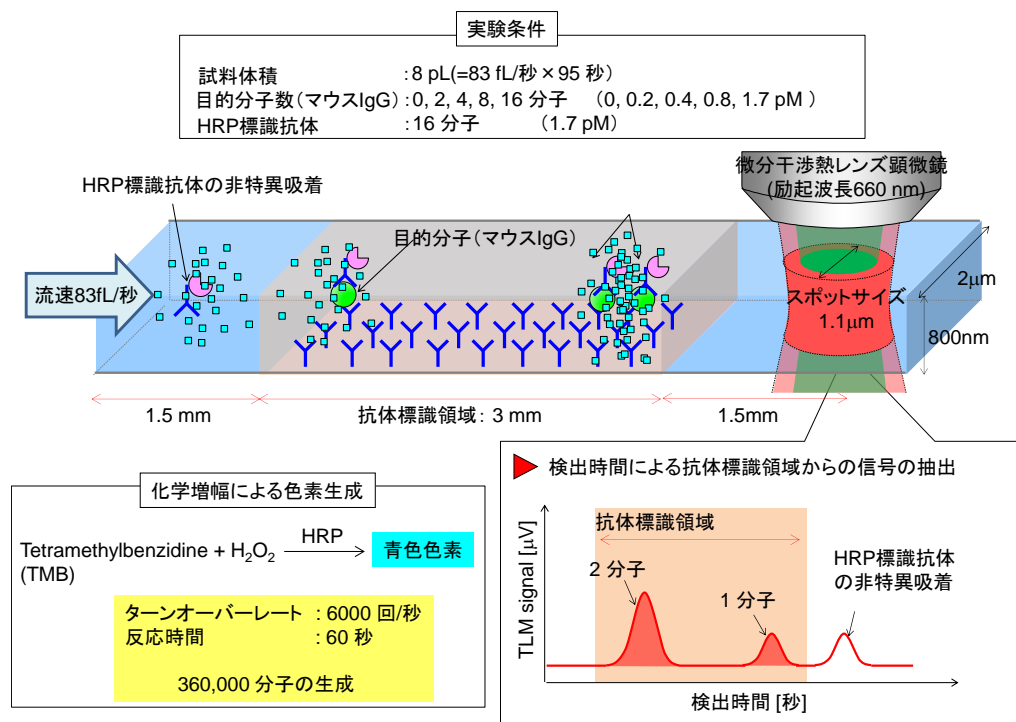 実験条件
試料体積 :8 pL(=83 fL/秒×95 秒)
目的分子数(マウスIgG):0, 2, 4, 8, 16 分子 (0, 0.2, 0.4, 0.8, 1.7 pM )
HRP標識抗体 :16 分子 (1.7 pM)
微分干渉熱レンズ顕微鏡
(励起波長660 nm)
HRP標識抗体の非特異吸着
目的分子(マウスIgG)
流速83fL/秒
スポットサイズ
1.1μm
2μm
800nm
1.5 mm
抗体標識領域: 3 mm
1.5mm
化学増幅による色素生成
Tetramethylbenzidine + H₂O₂ HRP 青色色素
(TMB)
ターンオーバーレート : 6000 回/秒
反応時間 : 60 秒
360,000 分子の生成
検出時間による抗体標識領域からの信号の抽出
抗体標識領域
2 分子
1 分子
HRP標識抗体
の非特異吸着
TLM signal [μV]
検出時間 [秒]